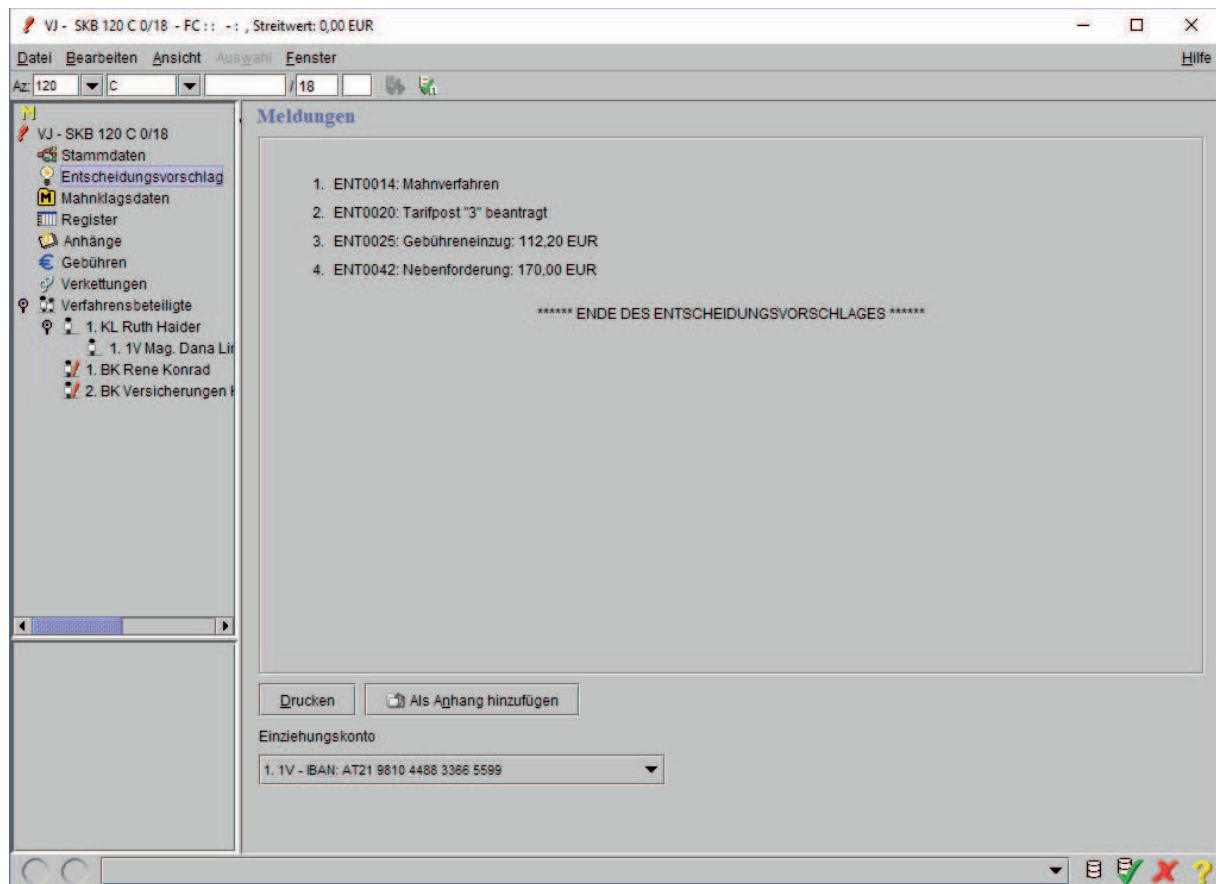 VJ - SKB 120 C 0/18 - FC : : - : , Streitwert: 0,00 EUR
Datei Bearbeiten Ansicht Auswahl Fenster Hilfe
Az: 120 C / 18
VJ - SKB 120 C 0/18
Stammdaten
Entscheidungsvorschlag
M Mahnklagsdaten
Register
Anhänge
€ Gebühren
Verkettungen
Verfahrensbeteiligte
1. KL Ruth Haider
1. 1V Mag. Dana Lir
1. BK Rene Konrad
2. BK Versicherungen
Meldungen
1. ENT0014: Mahnverfahren
2. ENT0020: Tarifpost "3" beantragt
3. ENT0025: Gebühreneinzug: 112,20 EUR
4. ENT0042: Nebenforderung: 170,00 EUR
****** ENDE DES ENTSCHEIDUNGSVORSCHLAGES ******
Drucken Als Anhang hinzufügen
Einziehungskonto
1. 1V - IBAN: AT21 9810 4488 3366 5599